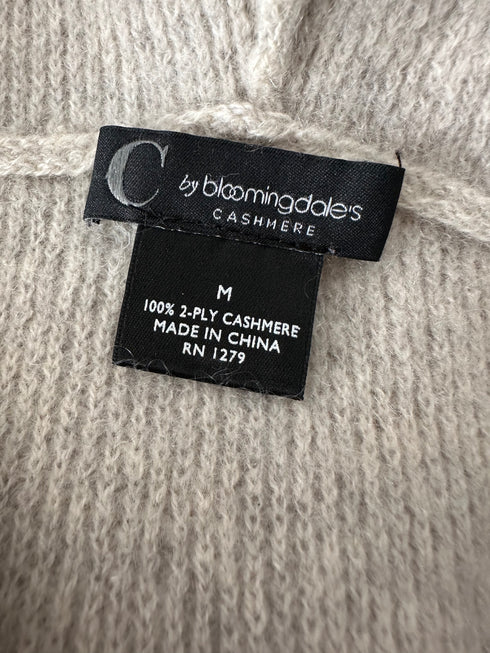 C by bloomingdale's
CASHMERE
M
100% 2-PLY CASHMERE
MADE IN CHINA
RN 1279